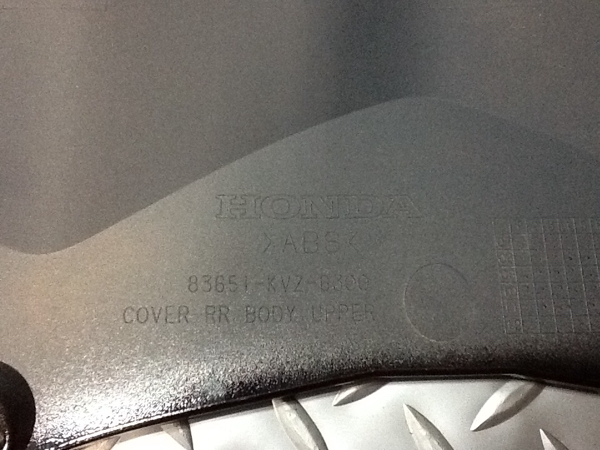 HONDA
>ABS<
83651-KVZ-6300
COVER RR BODY UPPER